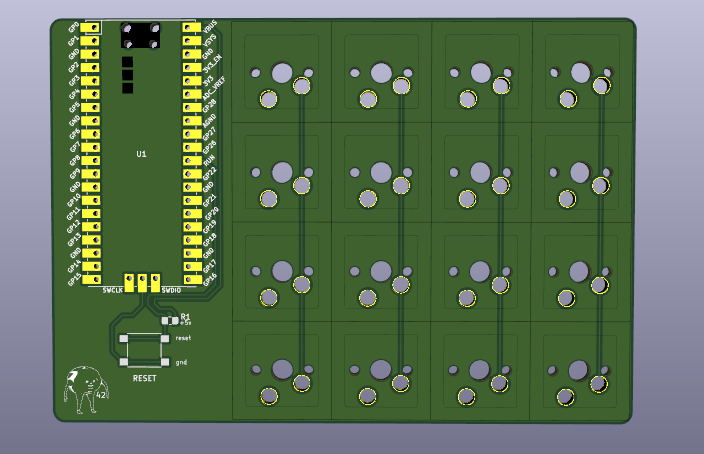 GP0
GP1
GND
GP2
GP3
GP4
GP5
GND
GP6
GP7
GP8
GP9
GND
GP10
GP11
GP12
GP13
GND
GP14
GP15
U1
VBUS
VSYS
GND
3V3_EN
3V3
ADC_VREF
GP28
AGND
GP27
GP26
RUN
GP22
GND
GP21
GP20
GP19
GP18
GND
GP17
GP16
SWCLK
SWDIO
R1
+5v
reset
gnd
RESET
42